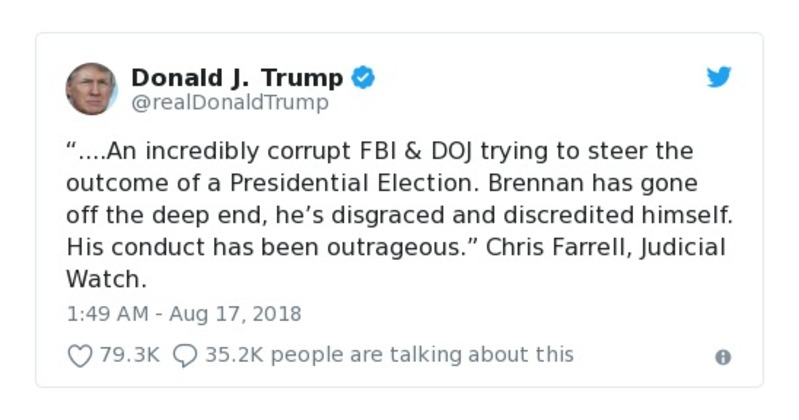 Donald J. Trump
@realDonaldTrump
“....An incredibly corrupt FBI & DOJ trying to steer the
outcome of a Presidential Election. Brennan has gone
off the deep end, he’s disgraced and discredited himself.
His conduct has been outrageous.” Chris Farrell, Judicial
Watch.
1:49 AM - Aug 17, 2018
79.3K 35.2K people are talking about this